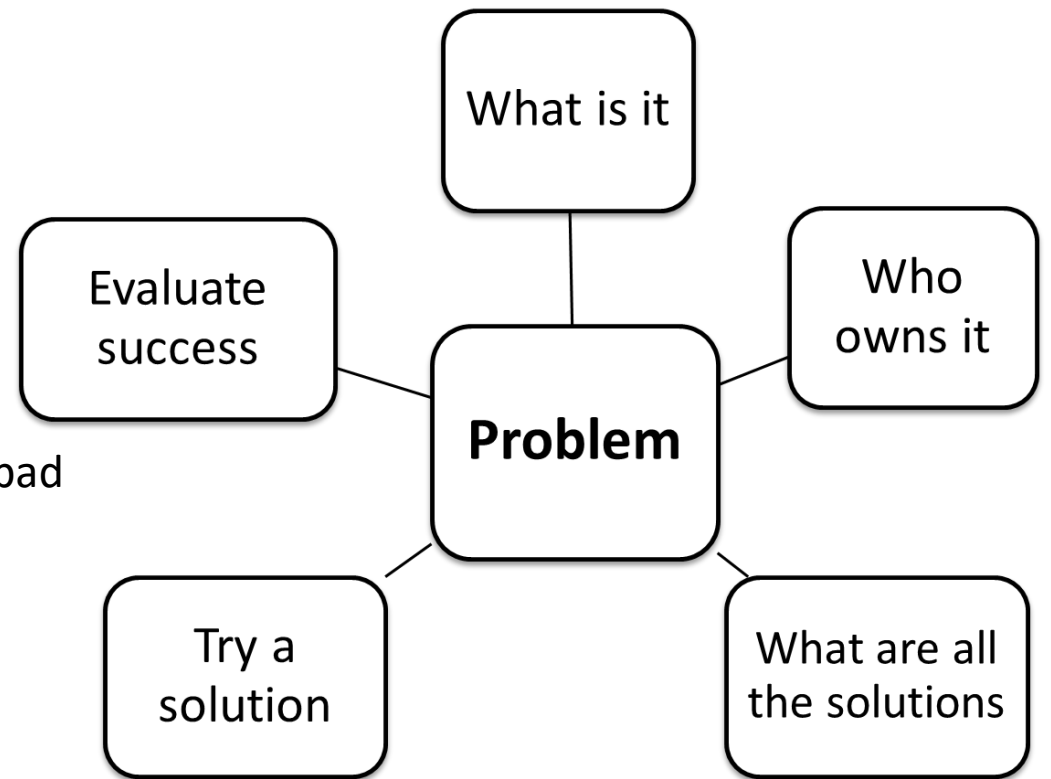 What is it
Who
owns it
Problem
What are all
the solutions
Try a
solution
Evaluate
success